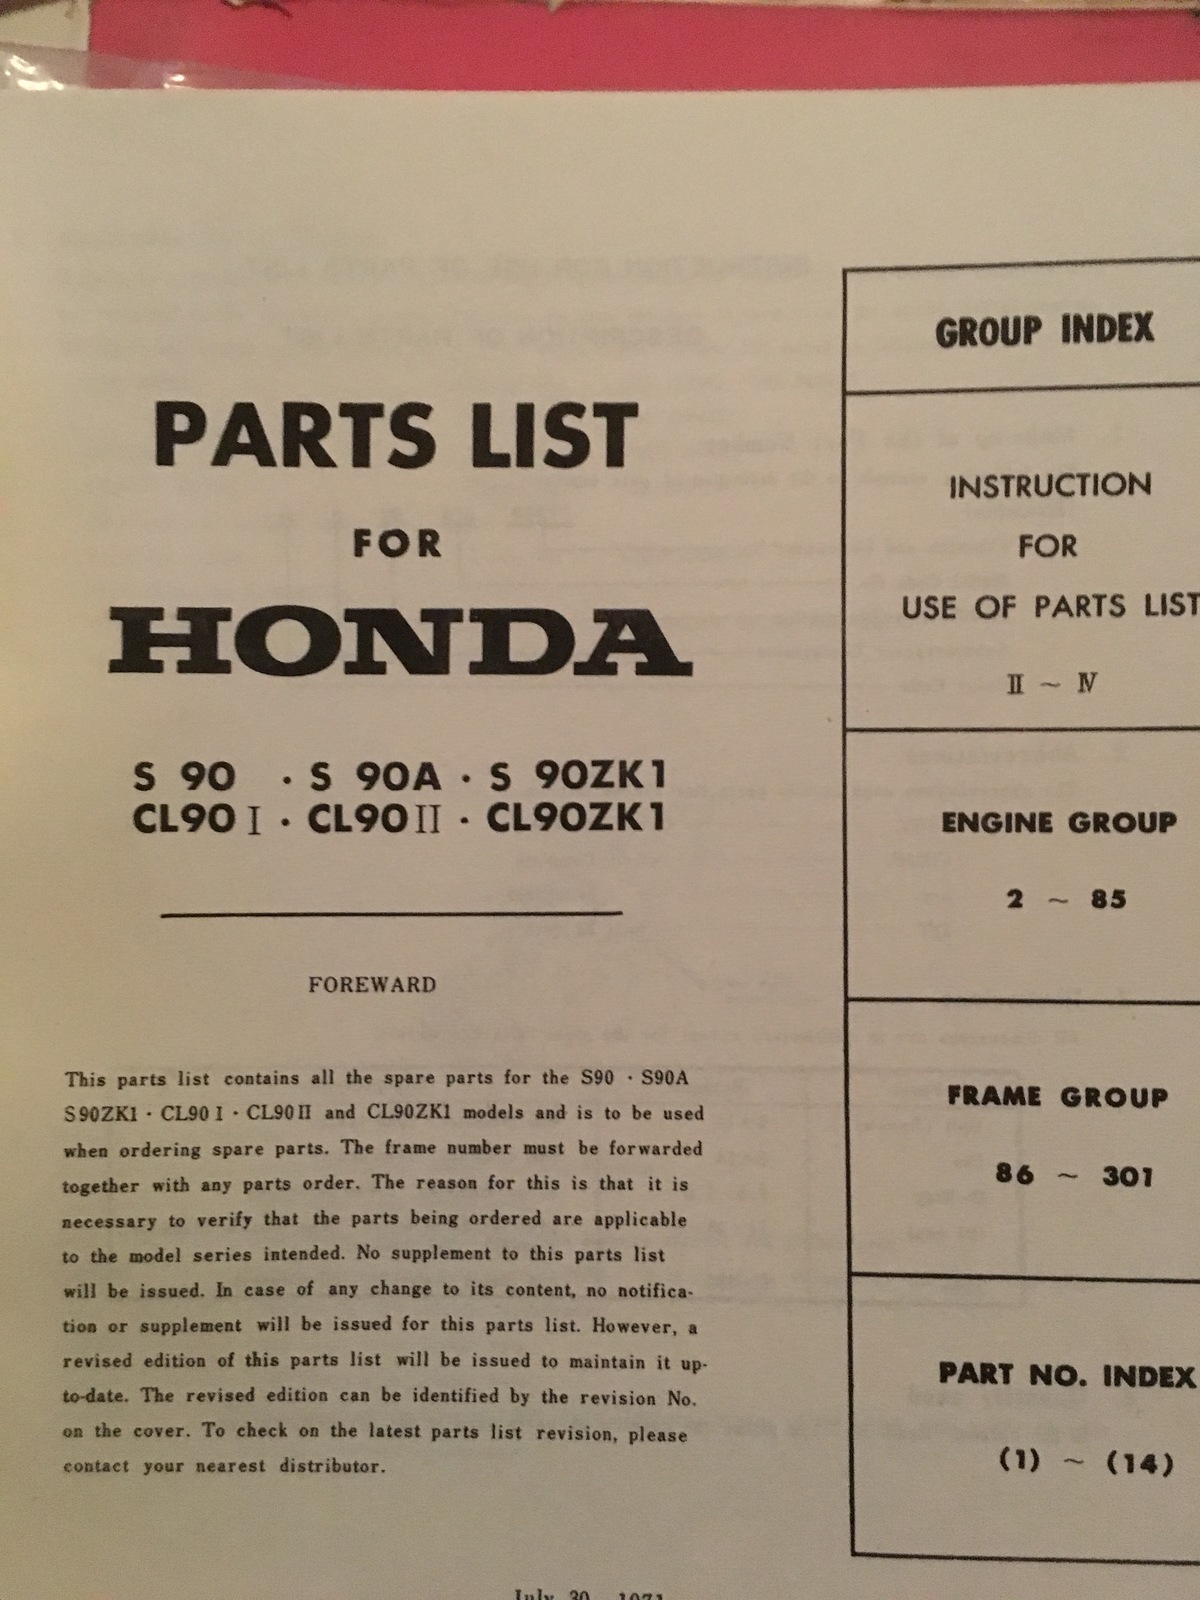 PARTS LIST
FOR
HONDA
S 90 · S 90A · S 90ZK1
CL90 I · CL90 II · CL90ZK1
FOREWARD
This parts list contains all the spare parts for the S90 · S90A
S90ZK1 · CL90 I · CL90 II and CL90ZK1 models and is to be used
when ordering spare parts. The frame number must be forwarded
together with any parts order. The reason for this is that it is
necessary to verify that the parts being ordered are applicable
to the model series intended. No supplement to this parts list
will be issued. In case of any change to its content, no notifica-
tion or supplement will be issued for this parts list. However, a
revised edition of this parts list will be issued to maintain it up-
to-date. The revised edition can be identified by the revision No.
on the cover. To check on the latest parts list revision, please
contact your nearest distributor.
July 30 1971
GROUP INDEX
INSTRUCTION
FOR
USE OF PARTS LIST
II ~ IV
ENGINE GROUP
2 ~ 85
FRAME GROUP
86 ~ 301
PART NO. INDEX
(1) ~ (14)